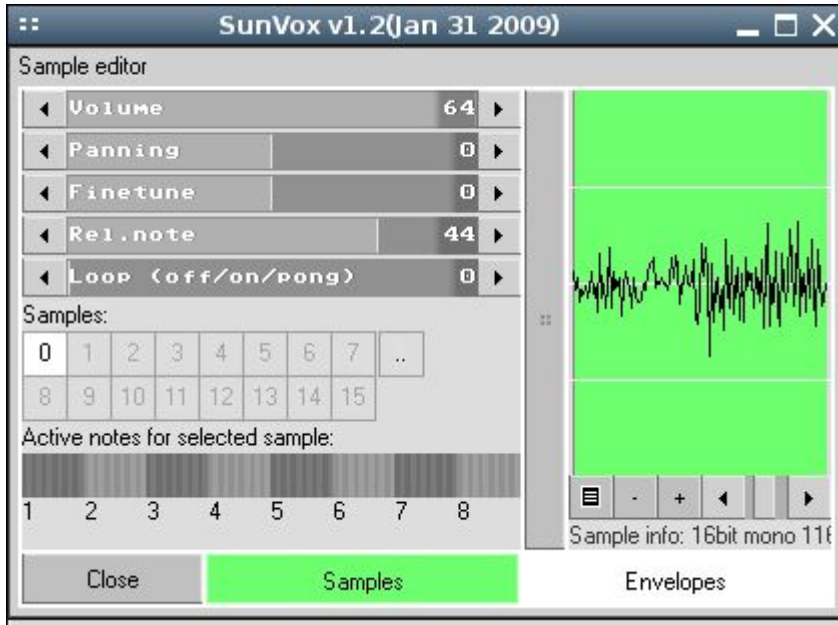 SunVox v1.2(Jan 31 2009)
Sample editor
Volume 64
Panning 0
Finetune 0
Rel.note 44
Loop (off/on/pong) 0
Samples:
0 1 2 3 4 5 6 7 ..
8 9 10 11 12 13 14 15
Active notes for selected sample:
1 2 3 4 5 6 7 8
- +
Sample info: 16bit mono 116
Close Samples Envelopes